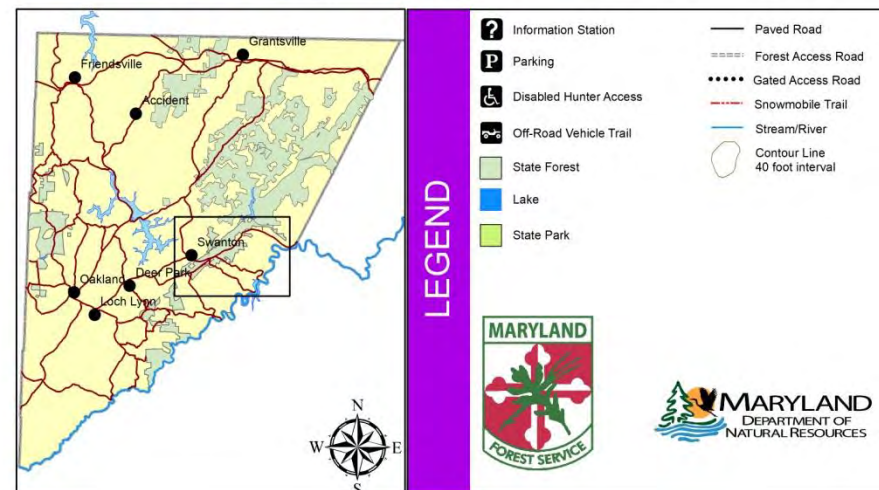 Grantsville
Friendsville
Accident
Swanton
Deer Park
Oakland
Loch Lynn
N
W
E
S
LEGEND
?
Information Station
P
Parking
Disabled Hunter Access
Off-Road Vehicle Trail
State Forest
Lake
State Park
Paved Road
Forest Access Road
Gated Access Road
Snowmobile Trail
Stream/River
Contour Line
40 foot interval
MARYLAND
FOREST SERVICE
MARYLAND
DEPARTMENT OF
NATURAL RESOURCES